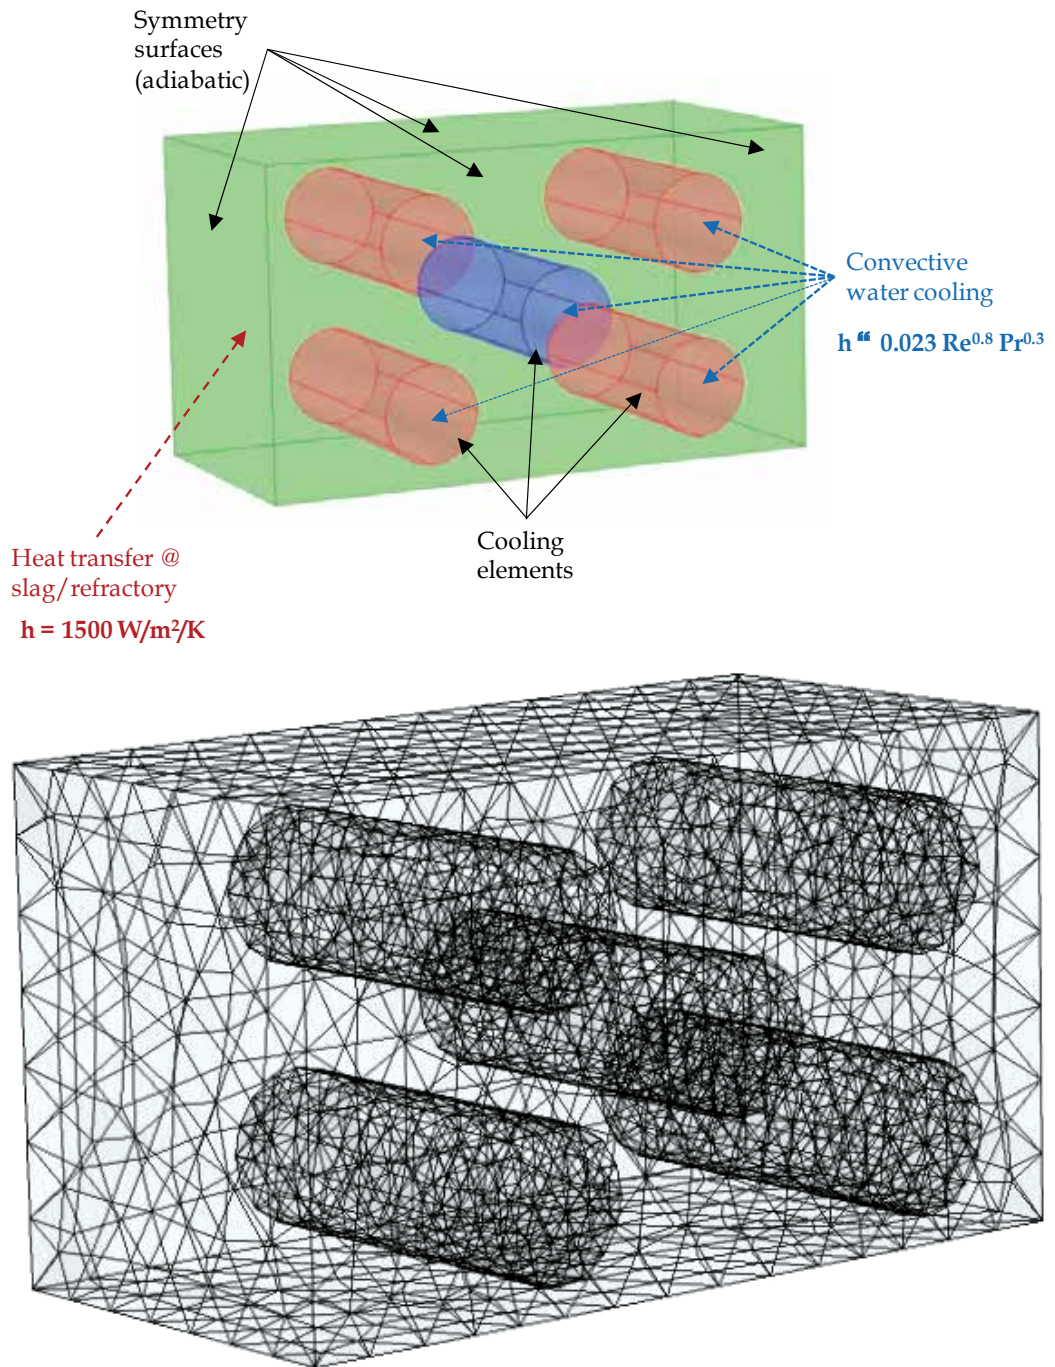 Symmetry
surfaces
(adiabatic)
Convective
water cooling
h “ 0.023 Re⁰·⁸ Pr⁰·³
Cooling
elements
Heat transfer @
slag/refractory
h = 1500 W/m²/K